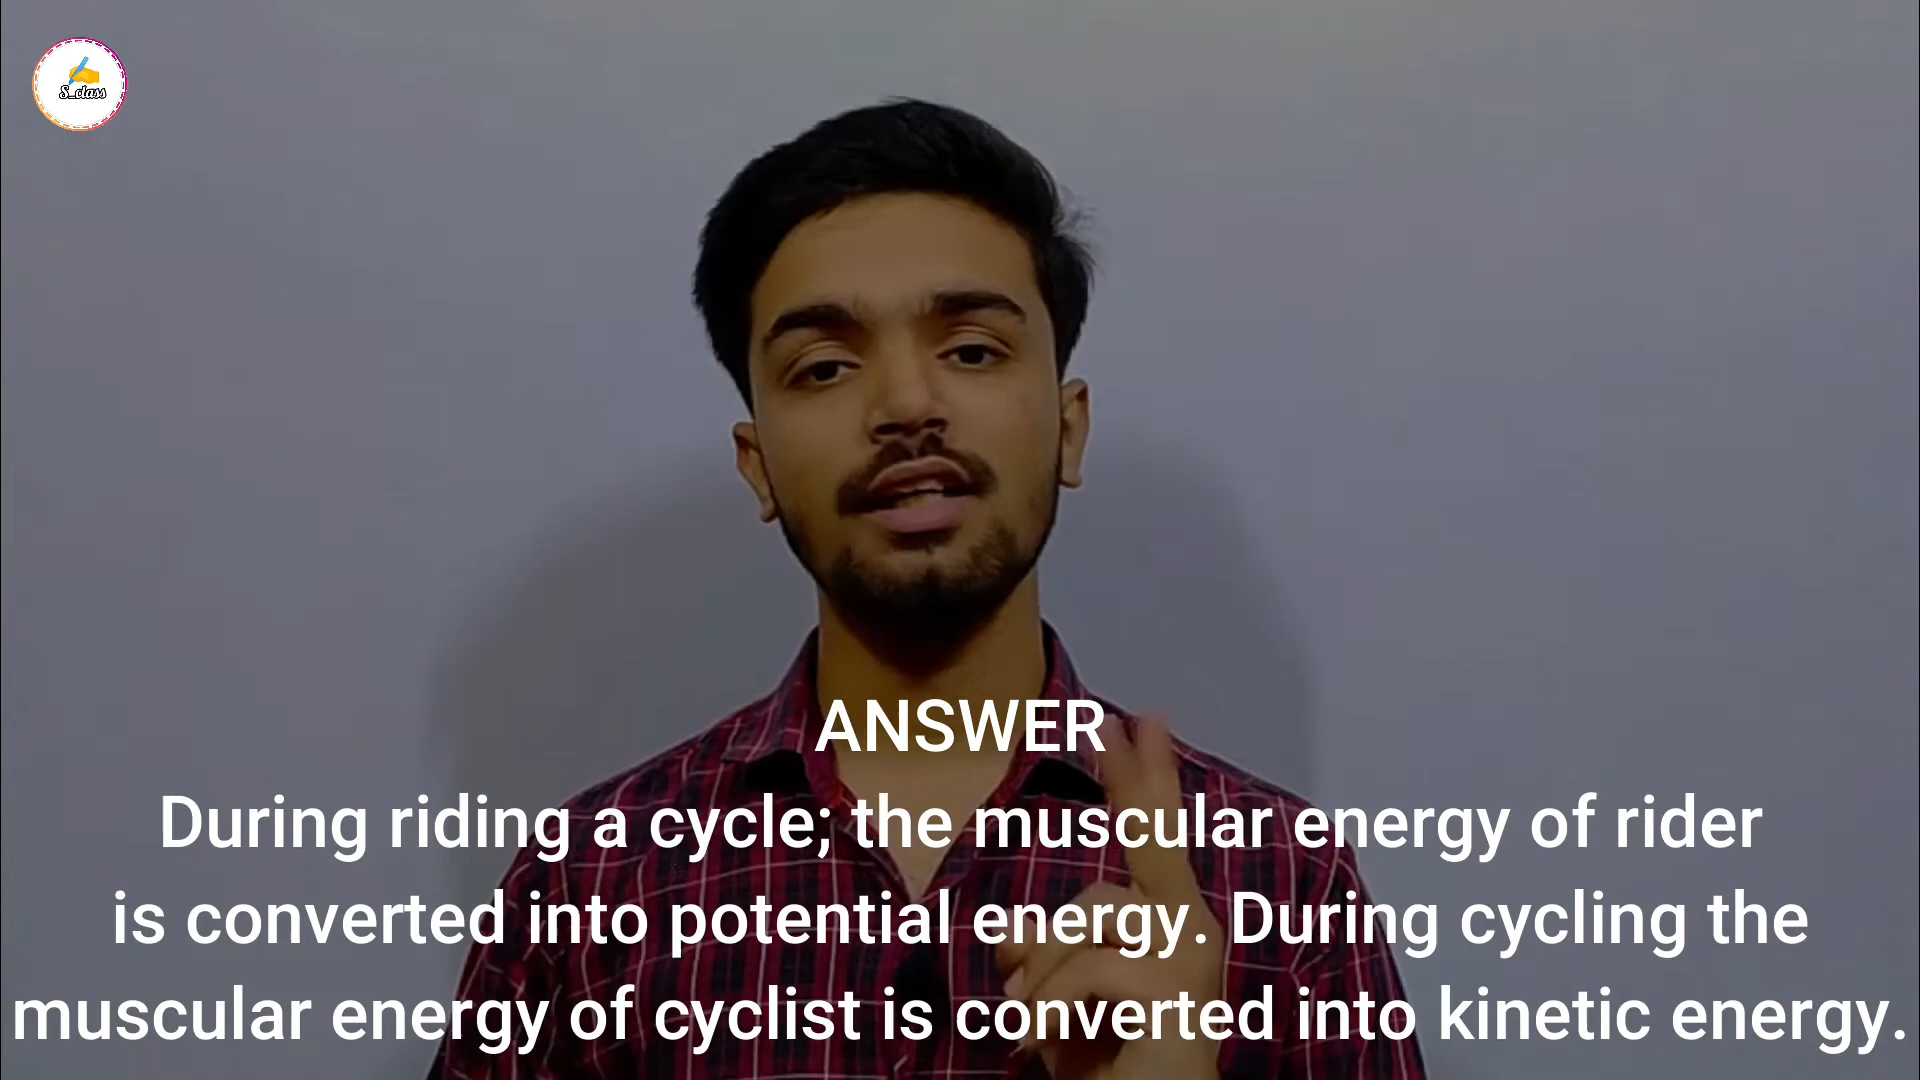 S_class
ANSWER
During riding a cycle; the muscular energy of rider
is converted into potential energy. During cycling the
muscular energy of cyclist is converted into kinetic energy.